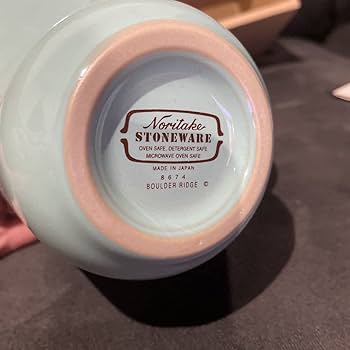 Noritake
STONEWARE
OVEN SAFE, DETERGENT SAFE
MICROWAVE OVEN SAFE
MADE IN JAPAN
8674
BOULDER RIDGE ©